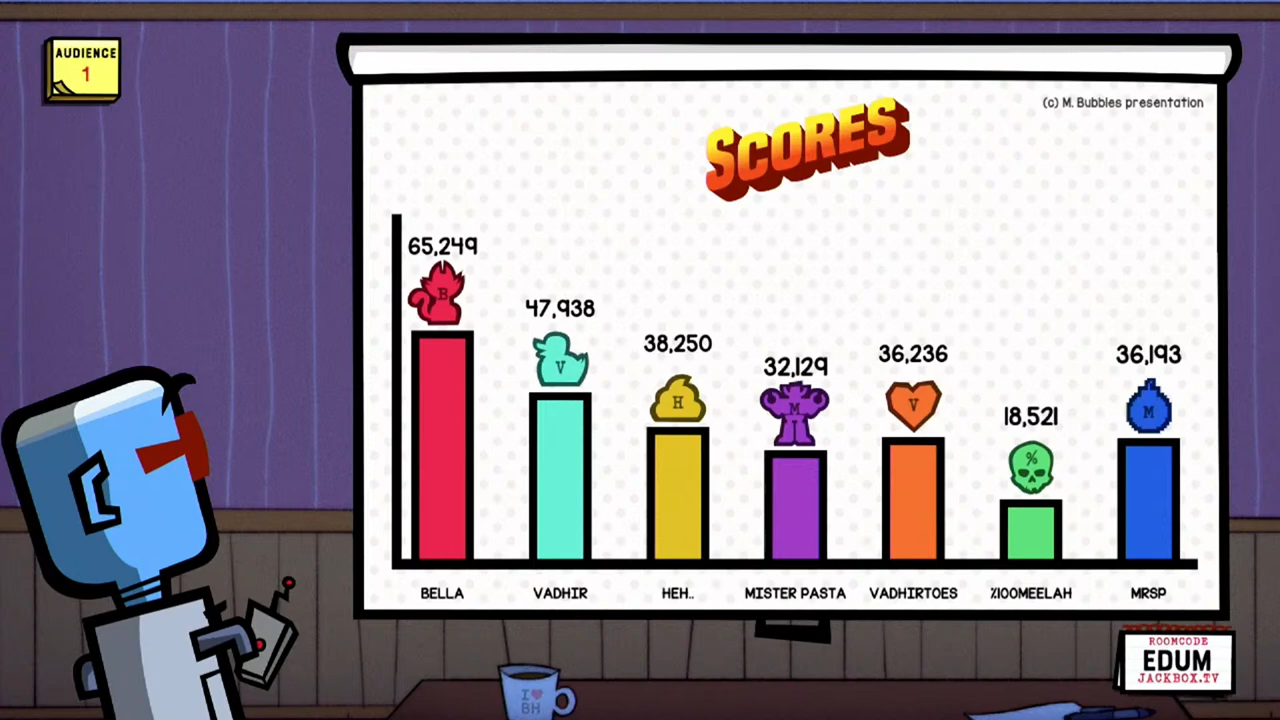 AUDIENCE
1
(c) M. Bubbles presentation
SCORES
65,249
47,938
38,250
32,129
36,236
18,521
36,193
B
V
H
M
V
%
M
BELLA
VADHIR
HEH..
MISTER PASTA
VADHIRTOES
%100MEELAH
MRSP
ROOMCODE
EDUM
JACKBOX.TV
I ♥
BH